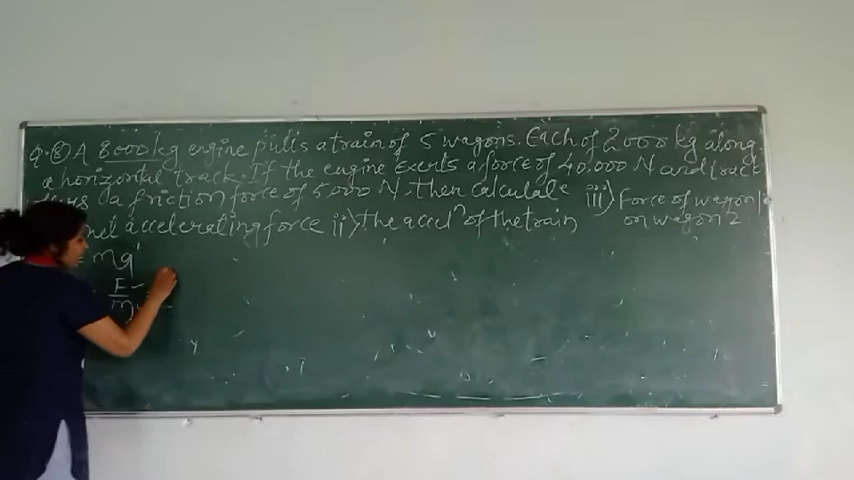 Q.⑧ A 8000 kg engine pulls a train of 5 wagons. Each of 2000 kg along
a horizontal track. If the engine Exerts a force of 40,000 N and track
a friction force of 5000 N, then calculate iii) Force of wagon 1
net accelerating force ii) The accelⁿ of the train on wagon 2
ma
F
m